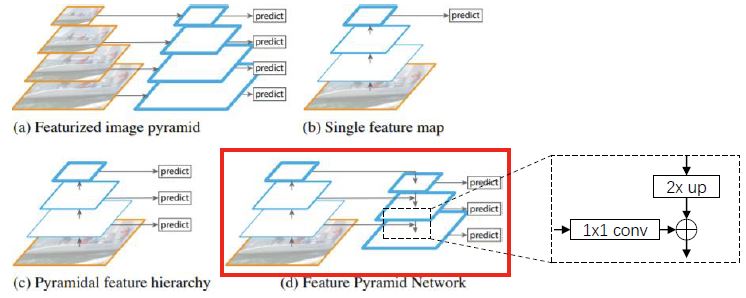 predict
predict
predict
predict
predict
(a) Featurized image pyramid
(b) Single feature map
predict
predict
predict
predict
predict
predict
2x up
1x1 conv
(c) Pyramidal feature hierarchy
(d) Feature Pyramid Network